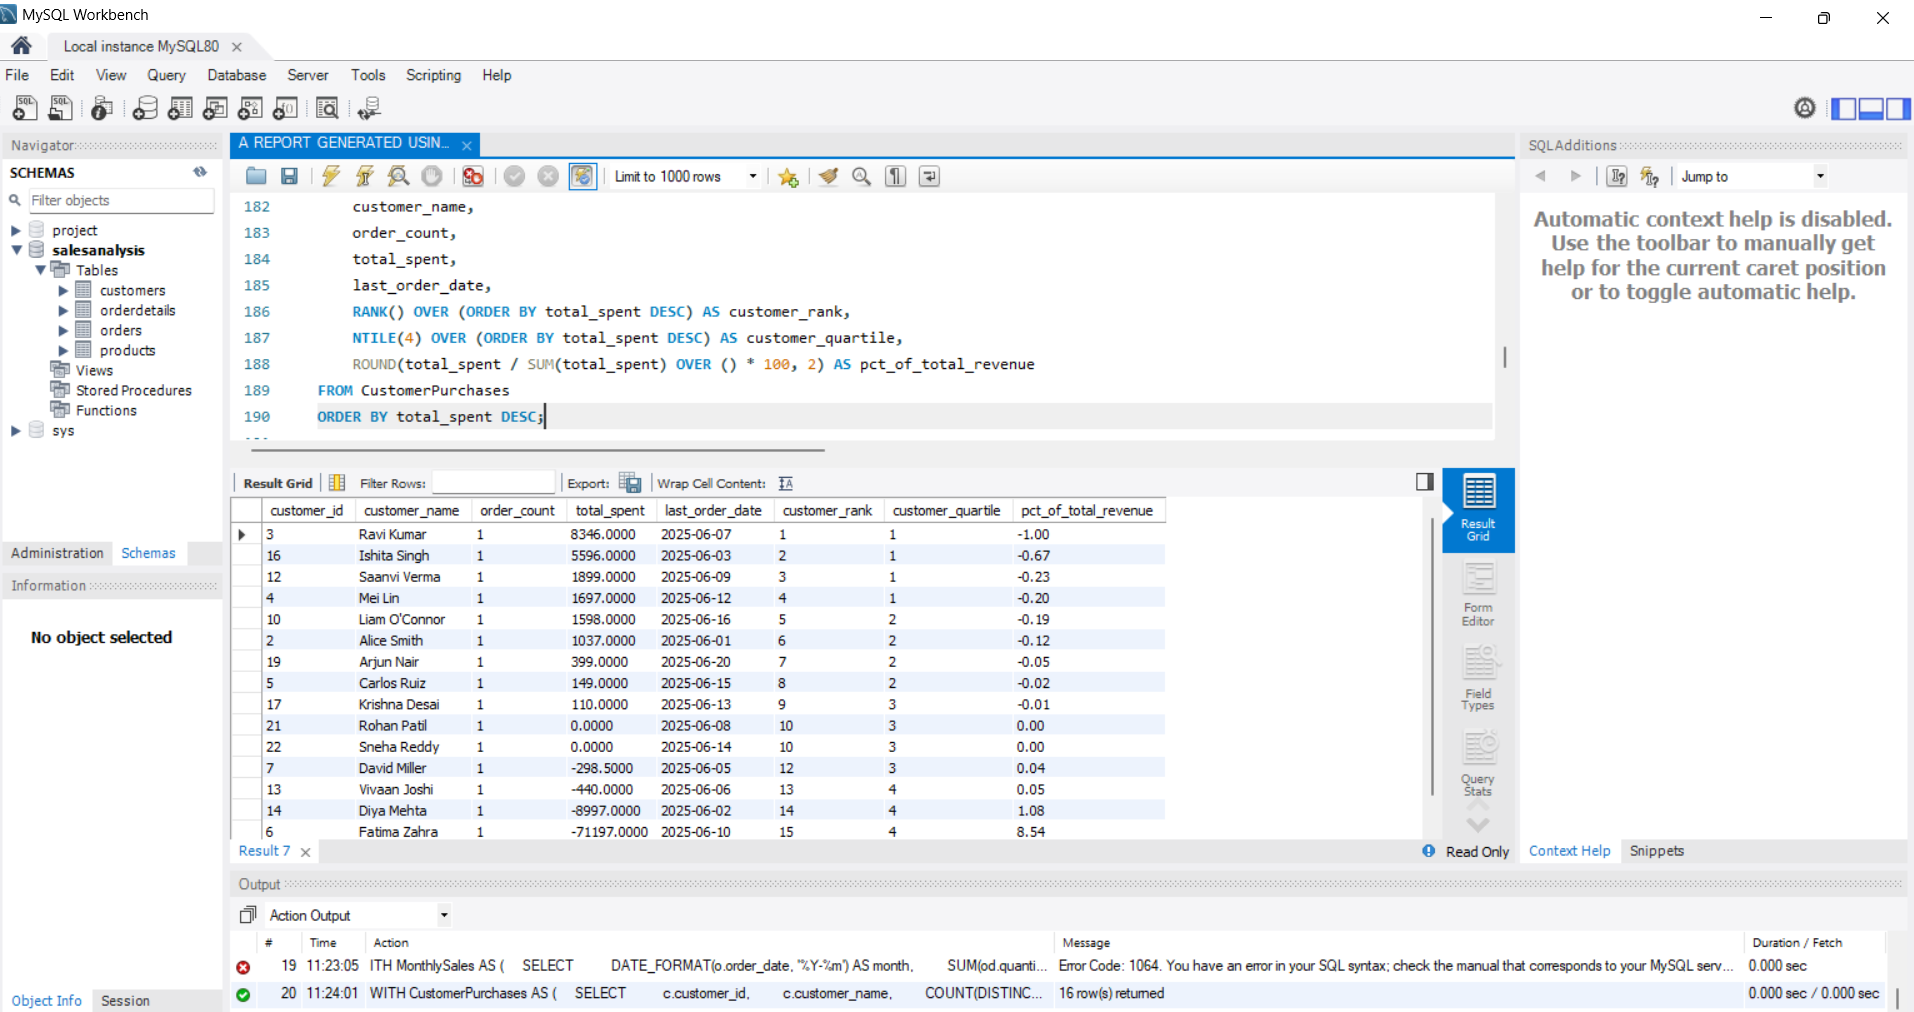 MySQL Workbench
Local instance MySQL80
File Edit View Query Database Server Tools Scripting Help
Navigator
SCHEMAS
Filter objects
project
salesanalysis
Tables
customers
orderdetails
orders
products
Views
Stored Procedures
Functions
sys
Administration Schemas
Information
No object selected
Object Info Session
A REPORT GENERATED USIN...
Limit to 1000 rows
182 customer_name,
183 order_count,
184 total_spent,
185 last_order_date,
186 RANK() OVER (ORDER BY total_spent DESC) AS customer_rank,
187 NTILE(4) OVER (ORDER BY total_spent DESC) AS customer_quartile,
188 ROUND(total_spent / SUM(total_spent) OVER () * 100, 2) AS pct_of_total_revenue
189 FROM CustomerPurchases
190 ORDER BY total_spent DESC;
Result Grid Filter Rows: Export: Wrap Cell Content:
customer_id customer_name order_count total_spent last_order_date customer_rank customer_quartile pct_of_total_revenue
3 Ravi Kumar 1 8346.0000 2025-06-07 1 1 -1.00
16 Ishita Singh 1 5596.0000 2025-06-03 2 1 -0.67
12 Saanvi Verma 1 1899.0000 2025-06-09 3 1 -0.23
4 Mei Lin 1 1697.0000 2025-06-12 4 1 -0.20
10 Liam O'Connor 1 1598.0000 2025-06-16 5 2 -0.19
2 Alice Smith 1 1037.0000 2025-06-01 6 2 -0.12
19 Arjun Nair 1 399.0000 2025-06-20 7 2 -0.05
5 Carlos Ruiz 1 149.0000 2025-06-15 8 2 -0.02
17 Krishna Desai 1 110.0000 2025-06-13 9 3 -0.01
21 Rohan Patil 1 0.0000 2025-06-08 10 3 0.00
22 Sneha Reddy 1 0.0000 2025-06-14 10 3 0.00
7 David Miller 1 -298.5000 2025-06-05 12 3 0.04
13 Vivaan Joshi 1 -440.0000 2025-06-06 13 4 0.05
14 Diya Mehta 1 -8997.0000 2025-06-02 14 4 1.08
6 Fatima Zahra 1 -71197.0000 2025-06-10 15 4 8.54
Result Grid
Form Editor
Field Types
Query Stats
Result 7
Read Only
SQLAdditions
Jump to
Automatic context help is disabled.
Use the toolbar to manually get
help for the current caret position
or to toggle automatic help.
Context Help Snippets
Output
Action Output
# Time Action Message Duration / Fetch
19 11:23:05 ITH MonthlySales AS ( SELECT DATE_FORMAT(o.order_date, '%Y-%m') AS month, SUM(od.quanti... Error Code: 1064. You have an error in your SQL syntax; check the manual that corresponds to your MySQL serv... 0.000 sec
20 11:24:01 WITH CustomerPurchases AS ( SELECT c.customer_id, c.customer_name, COUNT(DISTINC... 16 row(s) returned 0.000 sec / 0.000 sec